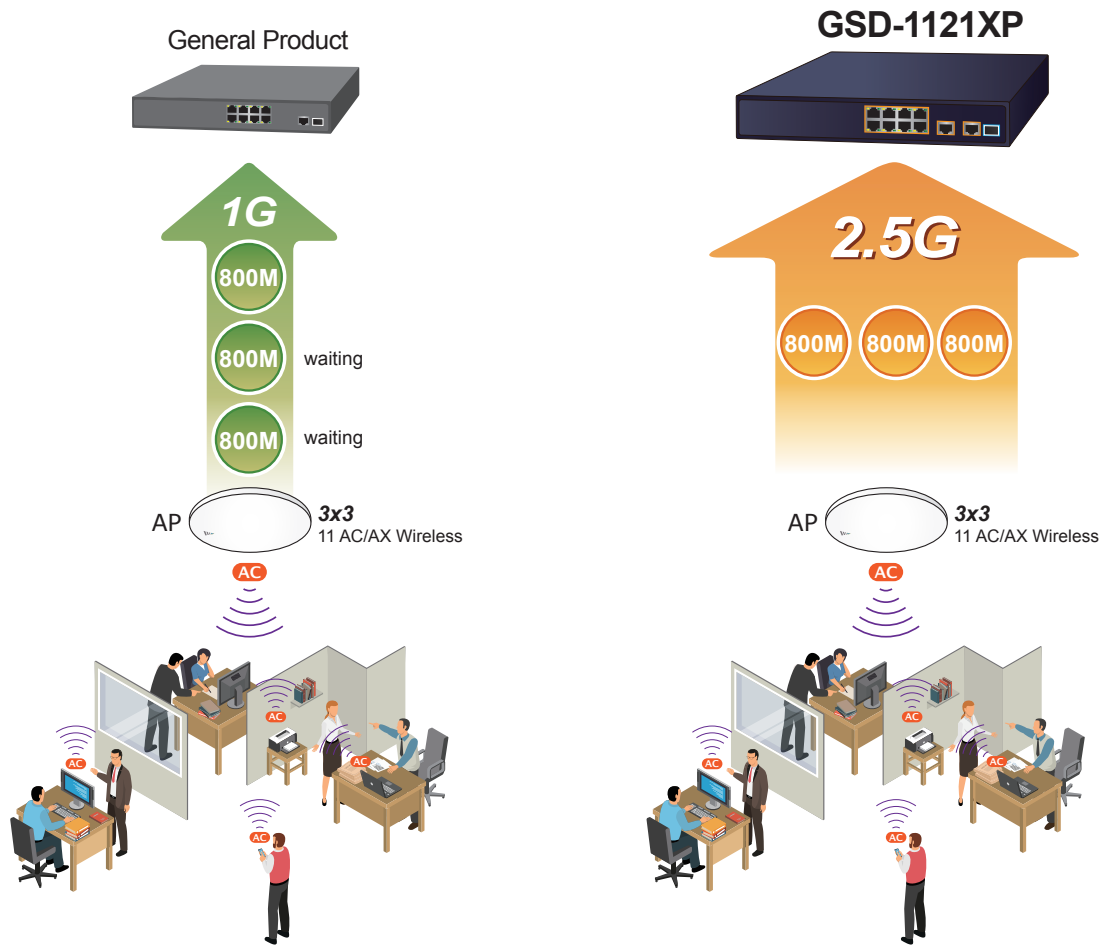 General Product
GSD-1121XP
1G
2.5G
800M
800M waiting
800M waiting
800M 800M 800M
AP 3x3
11 AC/AX Wireless
AP 3x3
11 AC/AX Wireless
AC
AC
AC
AC
AC
AC
AC
AC
AC
AC